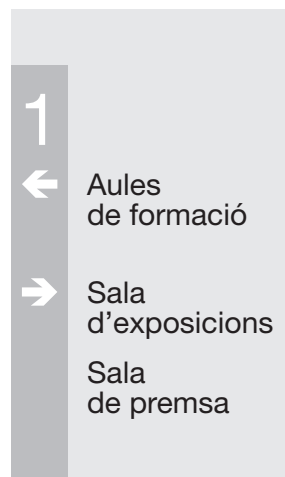 1
Aules
de formació
Sala
d’exposicions
Sala
de premsa